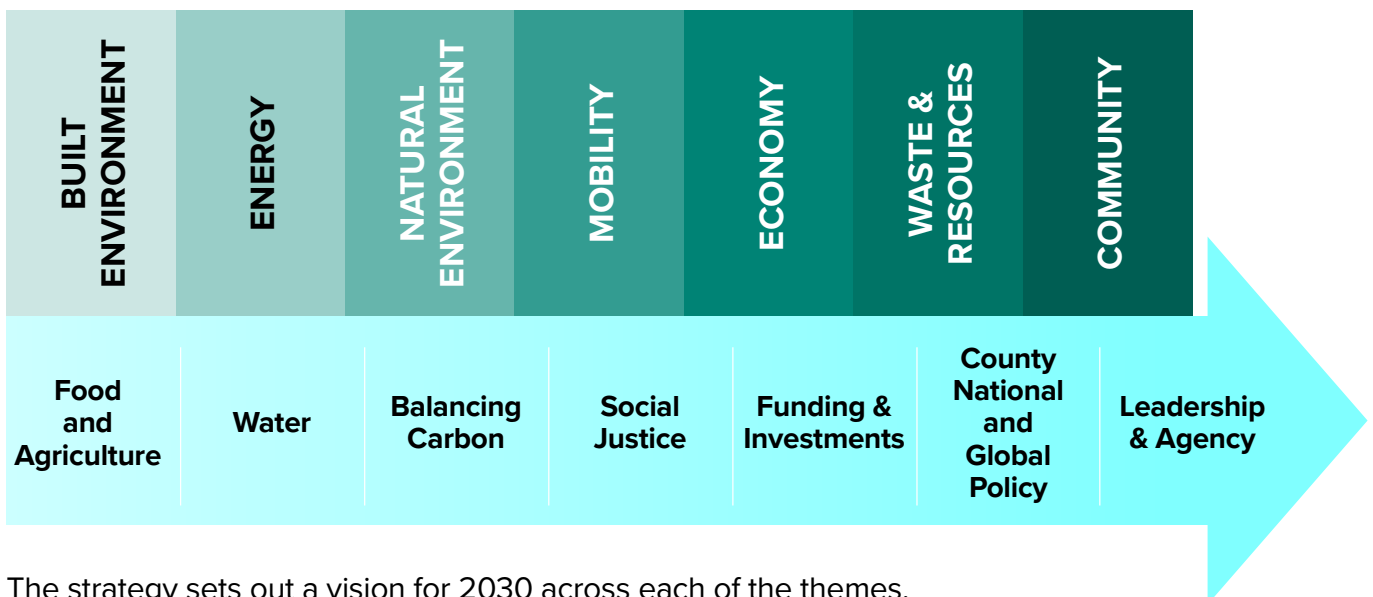 BUILT
ENVIRONMENT
ENERGY
NATURAL
ENVIRONMENT
MOBILITY
ECONOMY
WASTE &
RESOURCES
COMMUNITY
Food
and
Agriculture
Water
Balancing
Carbon
Social
Justice
Funding &
Investments
County
National
and
Global
Policy
Leadership
& Agency
The strategy sets out a vision for 2030 across each of the themes.